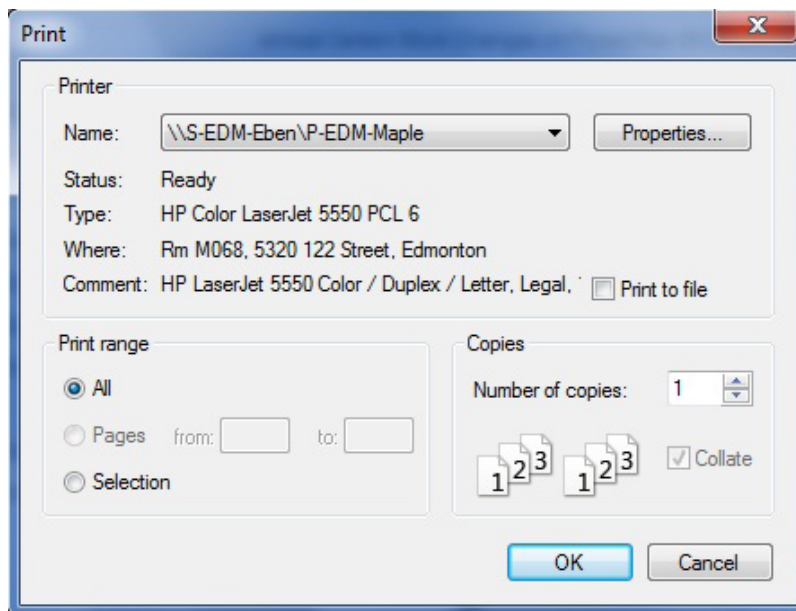 Print
Printer
Name: \\S-EDM-Eben\P-EDM-Maple Properties...
Status: Ready
Type: HP Color LaserJet 5550 PCL 6
Where: Rm M068, 5320 122 Street, Edmonton
Comment: HP LaserJet 5550 Color / Duplex / Letter, Legal, Print to file
Print range
All
Pages from: to:
Selection
Copies
Number of copies: 1
1 2 3 1 2 3 Collate
OK Cancel